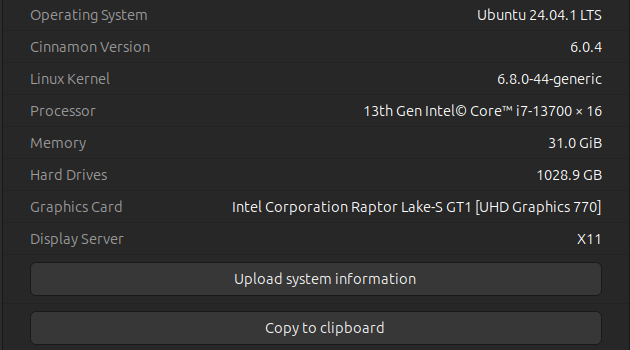 Operating System Ubuntu 24.04.1 LTS
Cinnamon Version 6.0.4
Linux Kernel 6.8.0-44-generic
Processor 13th Gen Intel© Core™ i7-13700 × 16
Memory 31.0 GiB
Hard Drives 1028.9 GB
Graphics Card Intel Corporation Raptor Lake-S GT1 [UHD Graphics 770]
Display Server X11
Upload system information
Copy to clipboard